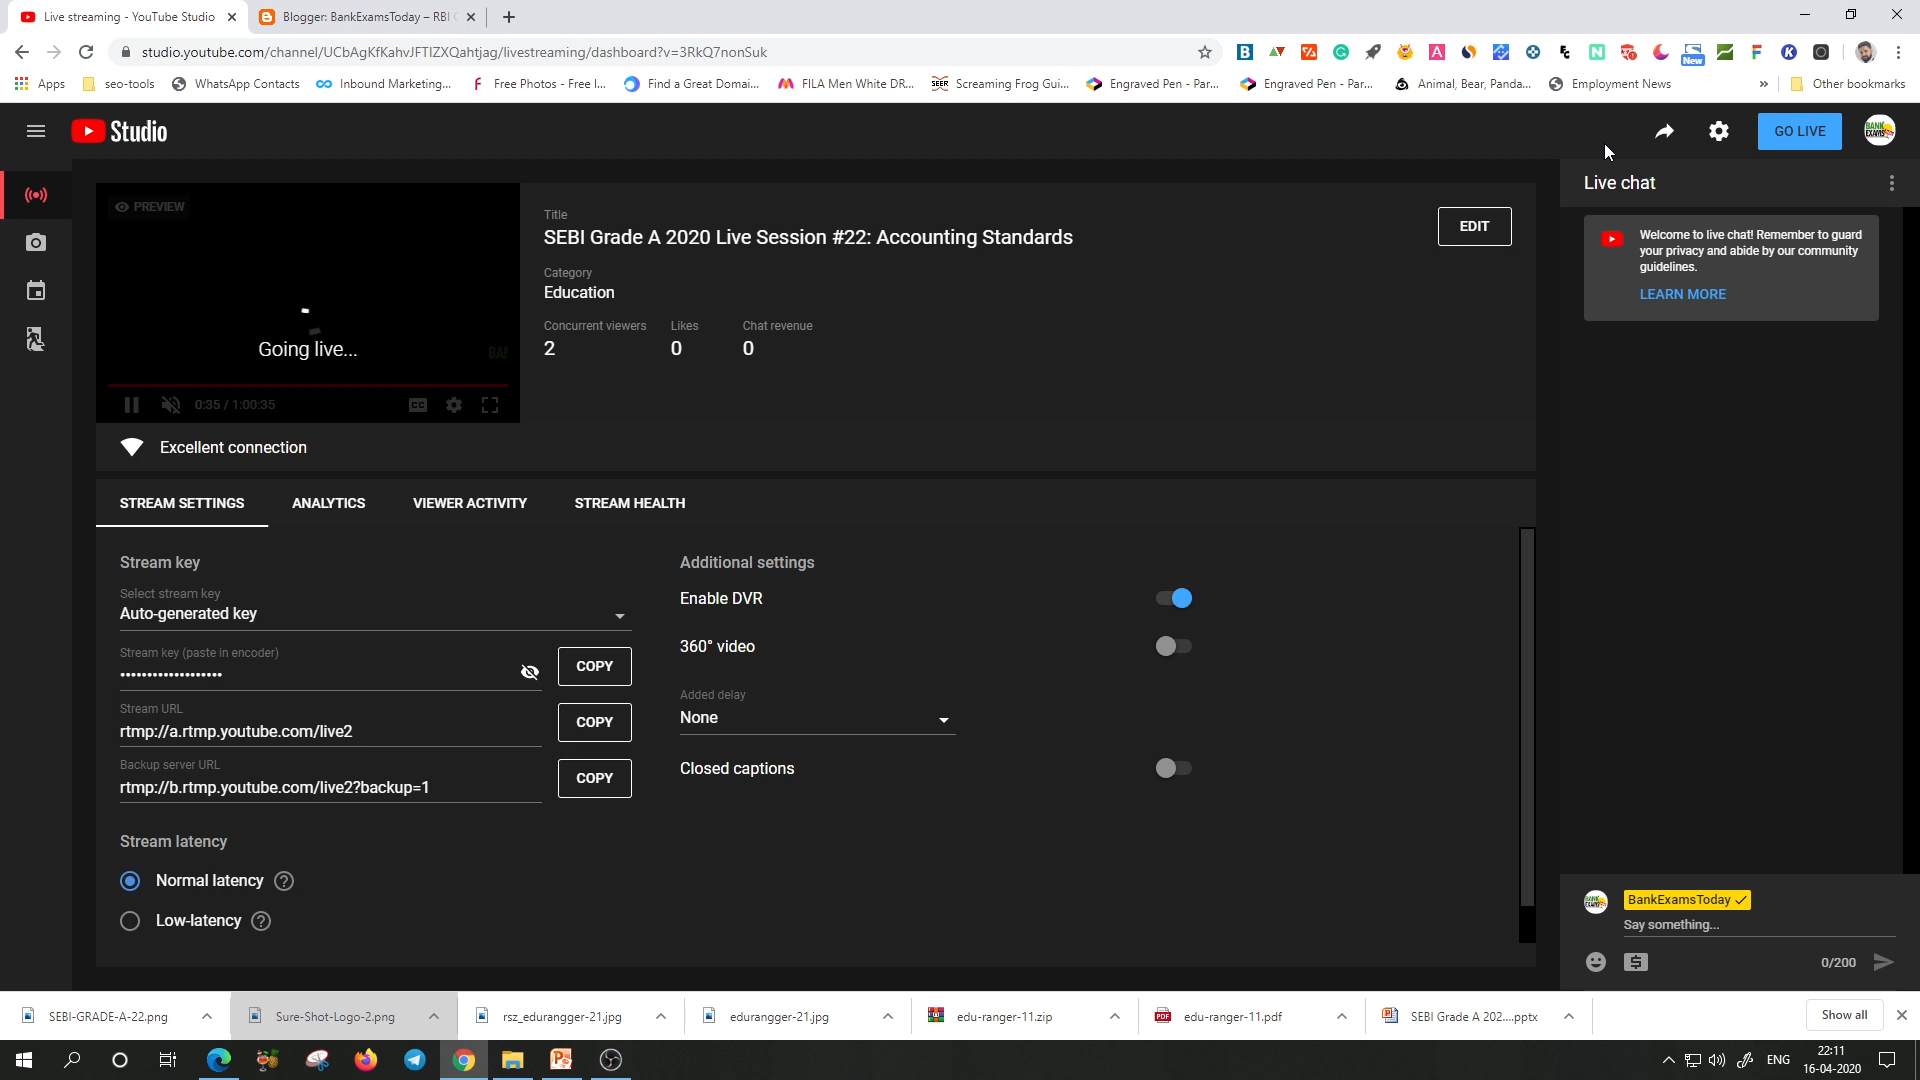 Live streaming - YouTube Studio
Blogger: BankExamsToday – RBI
studio.youtube.com/channel/UCbAgKfKahvJFTIZXQahtjag/livestreaming/dashboard?v=3RkQ7nonSuk
New
Apps
seo-tools
WhatsApp Contacts
Inbound Marketing...
Free Photos - Free I...
Find a Great Domai...
FILA Men White DR...
SEER
Screaming Frog Gui...
Engraved Pen - Par...
Engraved Pen - Par...
Animal, Bear, Panda...
Employment News
»
Other bookmarks
Studio
GO LIVE
PREVIEW
Going live...
0:35 / 1:00:35
Title
SEBI Grade A 2020 Live Session #22: Accounting Standards
EDIT
Category
Education
Concurrent viewers Likes Chat revenue
2 0 0
Live chat
Welcome to live chat! Remember to guard
your privacy and abide by our community
guidelines.
LEARN MORE
Excellent connection
STREAM SETTINGS ANALYTICS VIEWER ACTIVITY STREAM HEALTH
Stream key
Select stream key
Auto-generated key
Stream key (paste in encoder)
•••••••••••••••••••
COPY
Stream URL
rtmp://a.rtmp.youtube.com/live2
COPY
Backup server URL
rtmp://b.rtmp.youtube.com/live2?backup=1
COPY
Stream latency
Normal latency
Low-latency
Additional settings
Enable DVR
360° video
Added delay
None
Closed captions
BankExamsToday
Say something...
0/200
SEBI-GRADE-A-22.png
Sure-Shot-Logo-2.png
rsz_edurangger-21.jpg
edurangger-21.jpg
edu-ranger-11.zip
edu-ranger-11.pdf
SEBI Grade A 202....pptx
Show all
ENG
22:11
16-04-2020